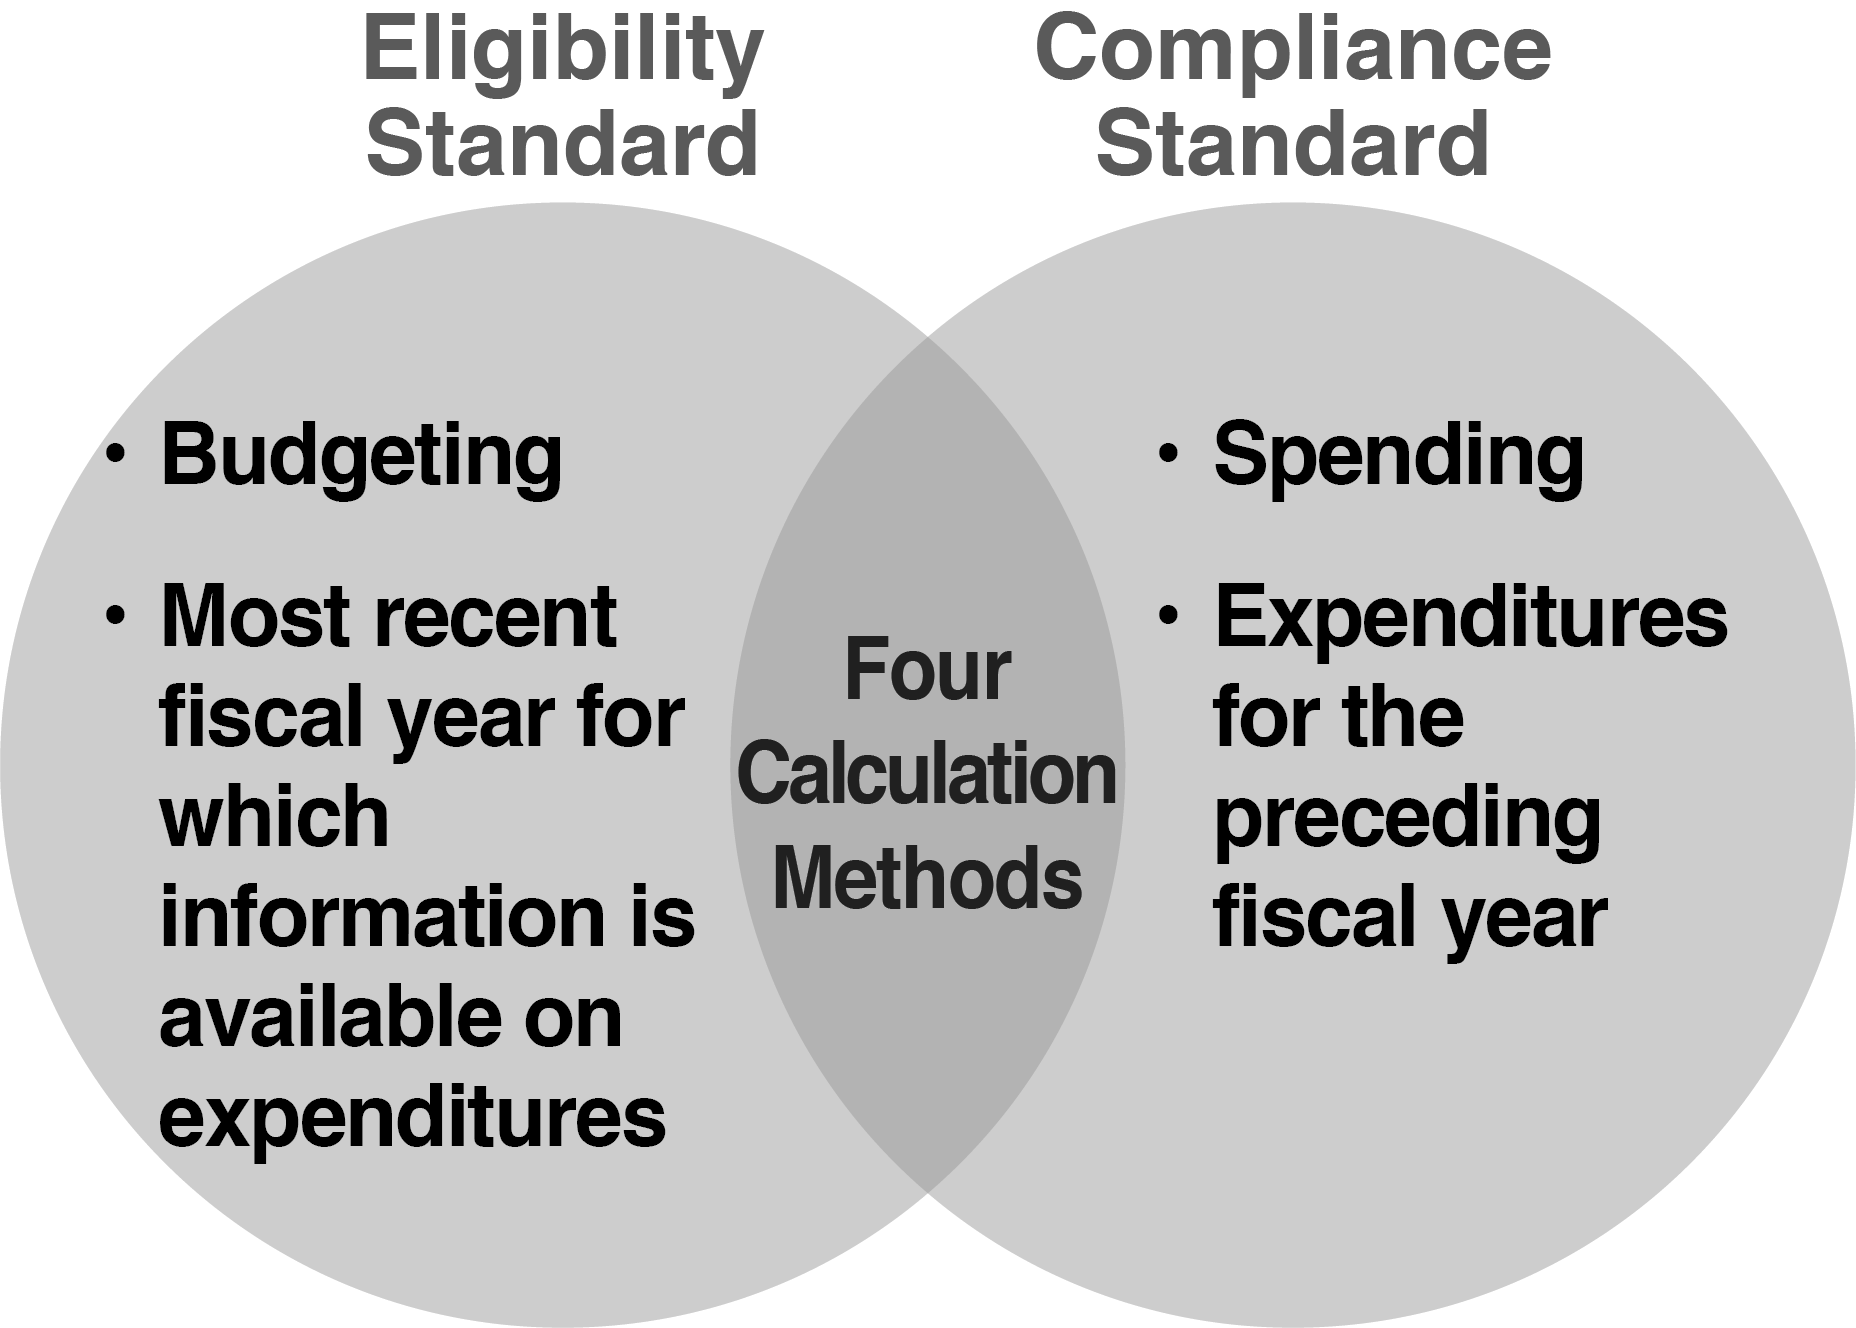 Eligibility
Standard
Compliance
Standard
• Budgeting
• Most recent
fiscal year for
which
information is
available on
expenditures
Four
Calculation
Methods
• Spending
• Expenditures
for the
preceding
fiscal year